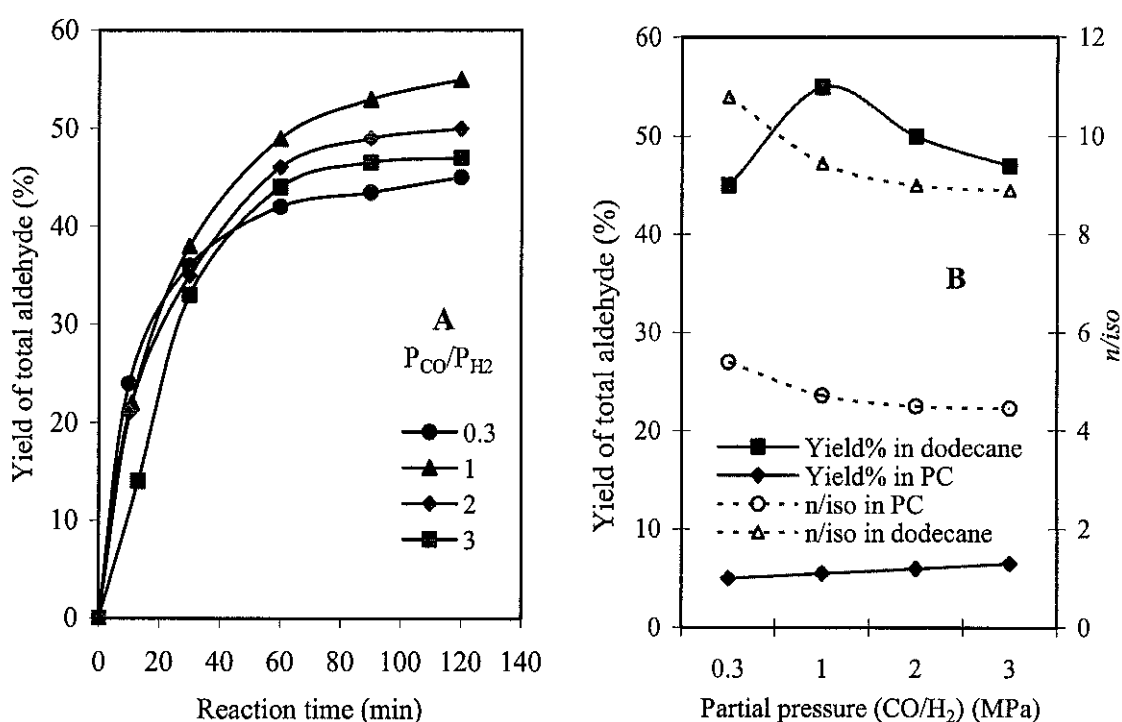 Yield of total aldehyde (%)
60
50
40
30
20
10
0
A
P_CO/P_H2
0.3
1
2
3
0 20 40 60 80 100 120 140
Reaction time (min)
Yield of total aldehyde (%)
60
50
40
30
20
10
0
B
Yield% in dodecane
Yield% in PC
n/iso in PC
n/iso in dodecane
12
10
8
6
4
2
0
n/iso
0.3 1 2 3
Partial pressure (CO/H₂) (MPa)